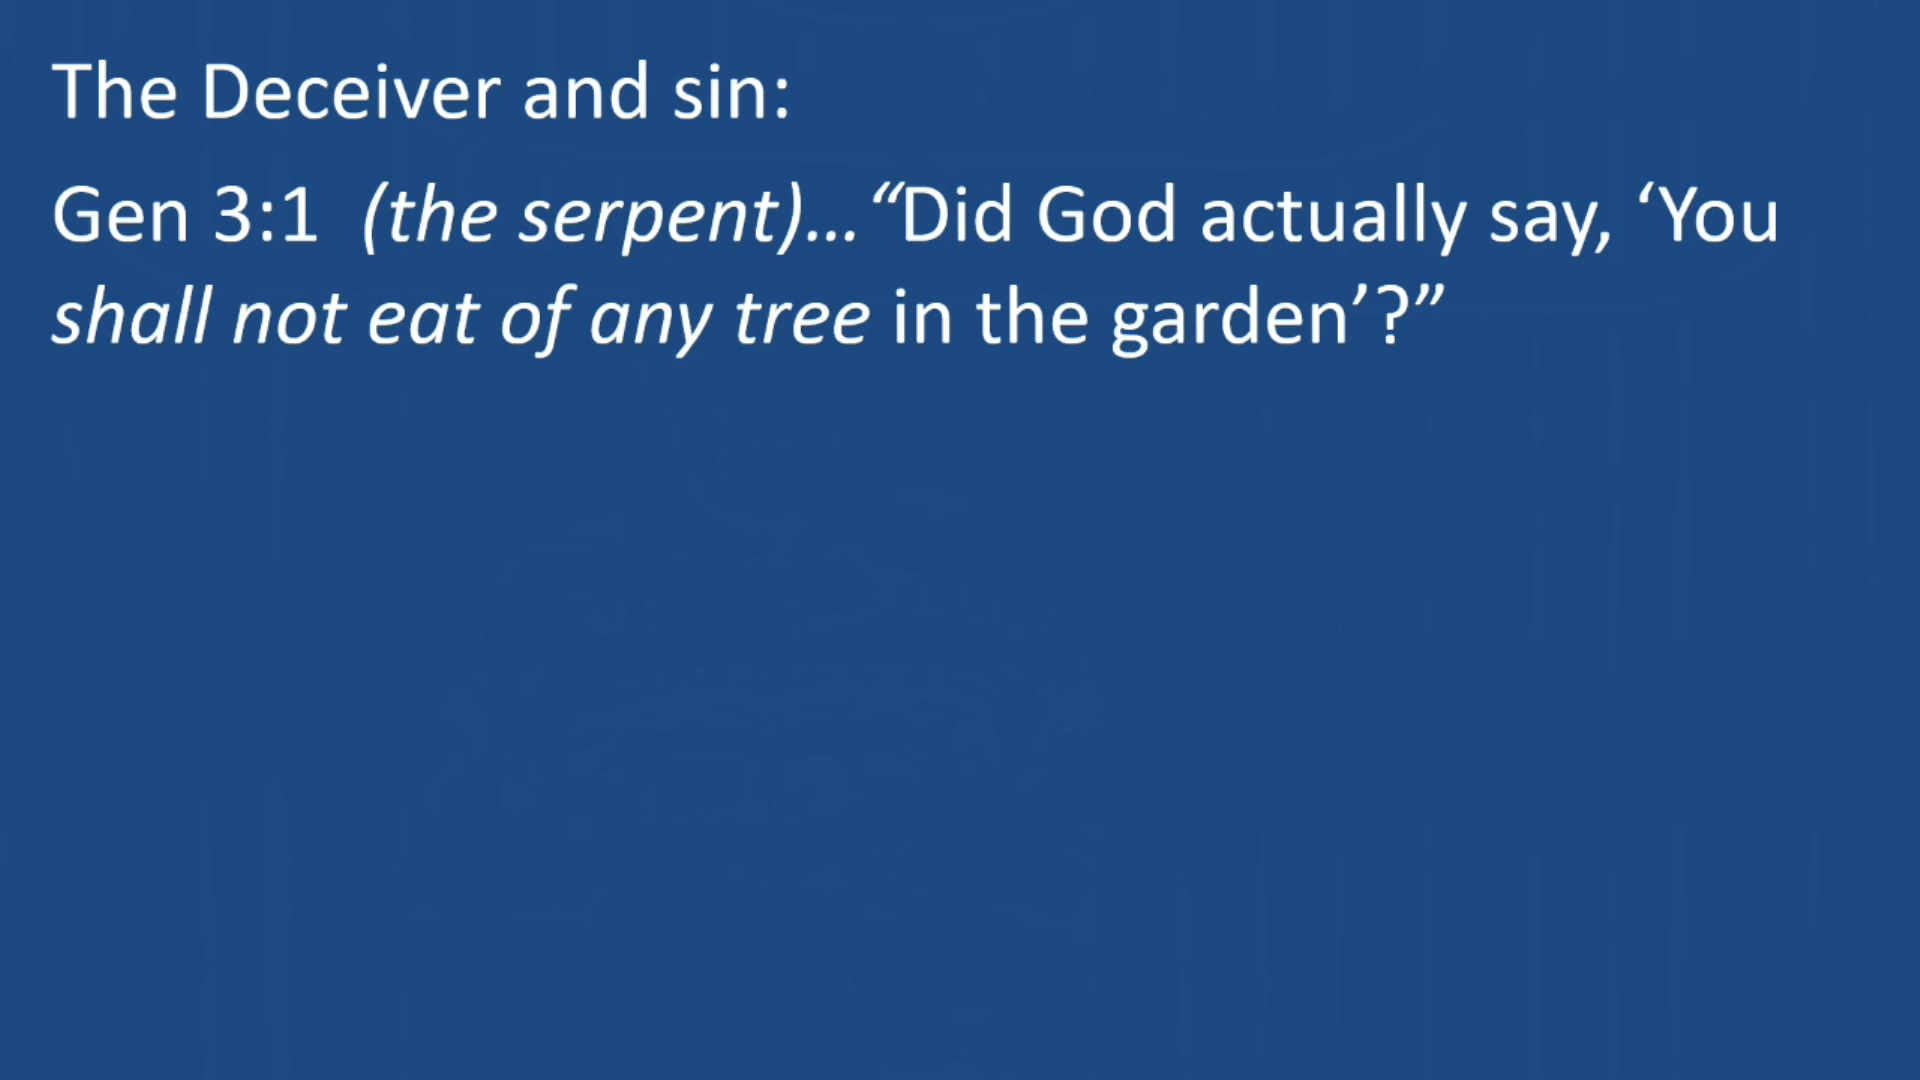 The Deceiver and sin:
Gen 3:1  (the serpent)…“Did God actually say, ‘You
shall not eat of any tree in the garden’?”